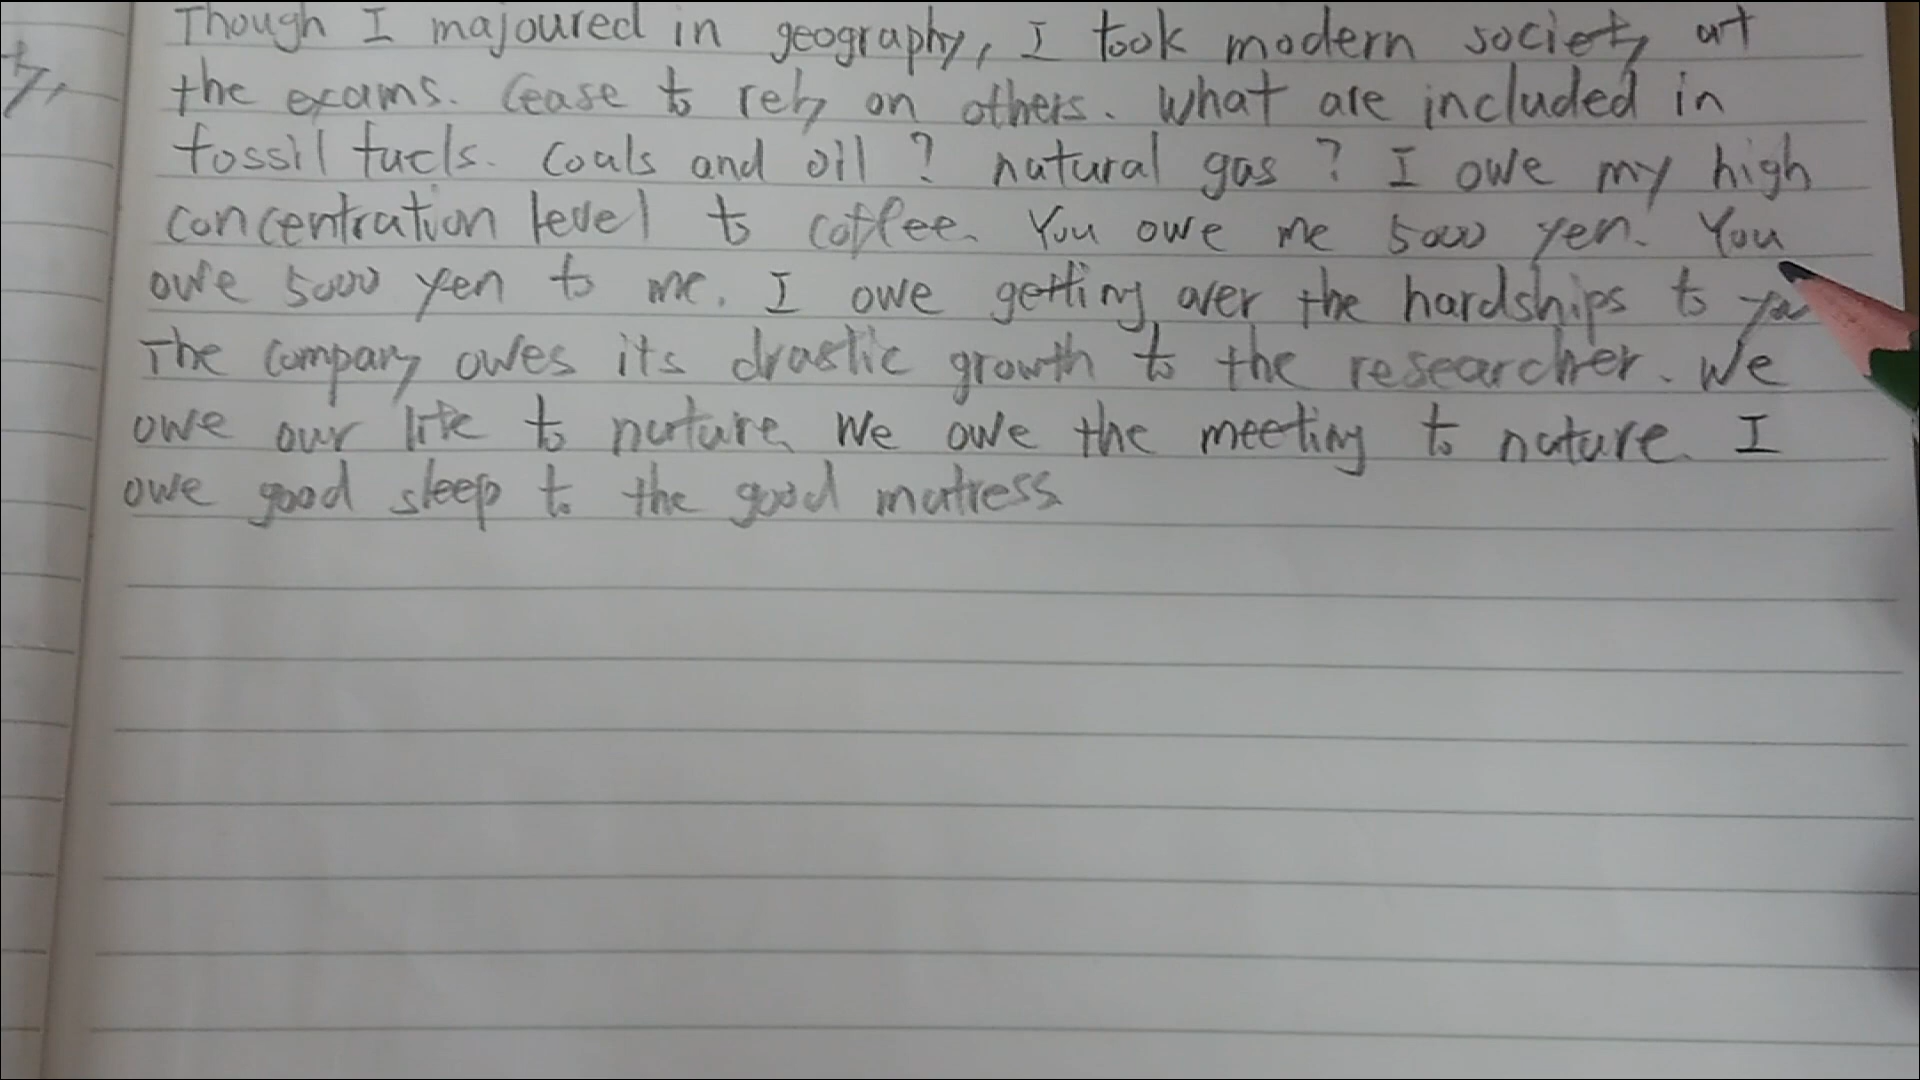 Though I majoured in geography, I took modern society at
the exams. Cease to rely on others. What are included in
fossil fuels. Coals and oil ? natural gas ? I owe my high
concentration level to coffee. You owe me 5000 yen. You
owe 5000 yen to me. I owe getting over the hardships to
The company owes its drastic growth to the researcher. We
owe our life to nature. We owe the meeting to nature. I
owe good sleep to the good matress.